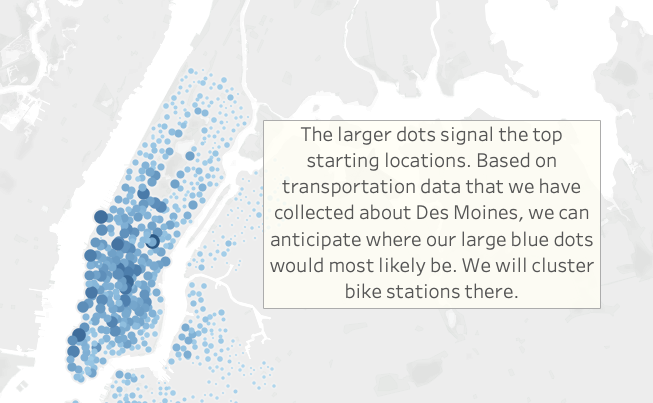 The larger dots signal the top
starting locations. Based on
transportation data that we have
collected about Des Moines, we can
anticipate where our large blue dots
would most likely be. We will cluster
bike stations there.